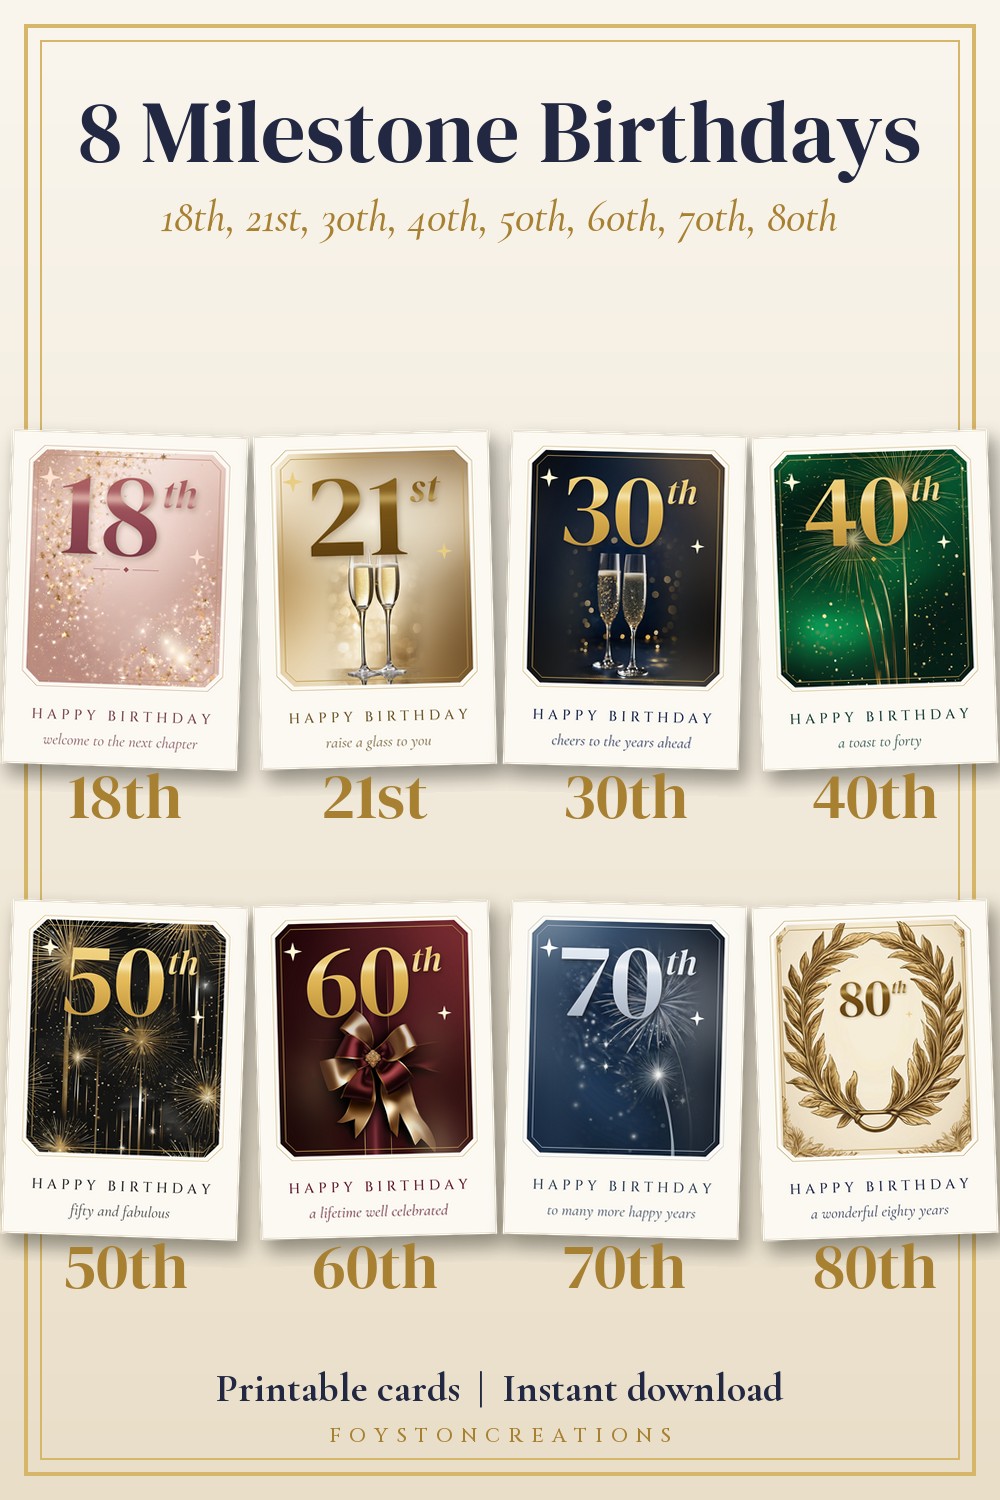 8 Milestone Birthdays
18th, 21st, 30th, 40th, 50th, 60th, 70th, 80th
18th
HAPPY BIRTHDAY
welcome to the next chapter
18th
21st
HAPPY BIRTHDAY
raise a glass to you
21st
30th
HAPPY BIRTHDAY
cheers to the years ahead
30th
40th
HAPPY BIRTHDAY
a toast to forty
40th
50th
HAPPY BIRTHDAY
fifty and fabulous
50th
60th
HAPPY BIRTHDAY
a lifetime well celebrated
60th
70th
HAPPY BIRTHDAY
to many more happy years
70th
80th
HAPPY BIRTHDAY
a wonderful eighty years
80th
Printable cards | Instant download
FOYSTONCREATIONS